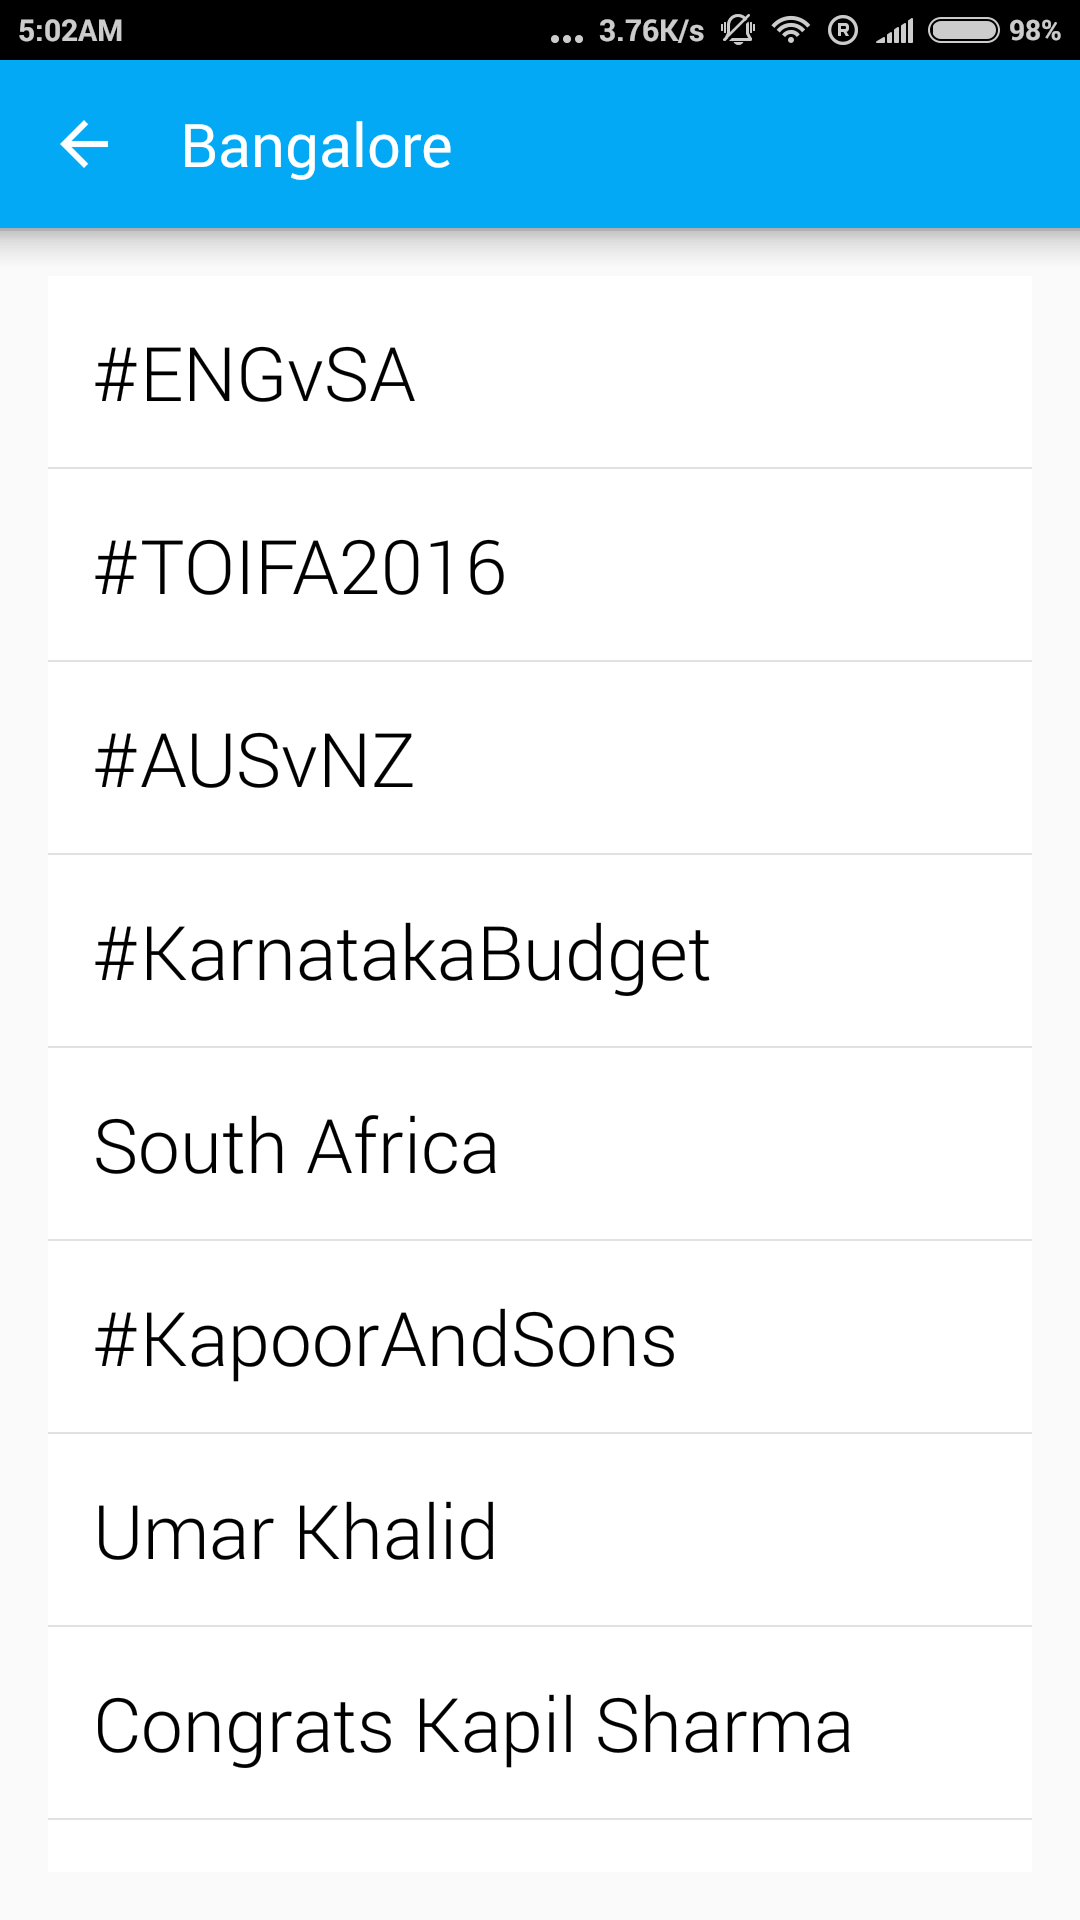 5:02AM ... 3.76K/s R 98%
Bangalore
#ENGvSA
#TOIFA2016
#AUSvNZ
#KarnatakaBudget
South Africa
#KapoorAndSons
Umar Khalid
Congrats Kapil Sharma